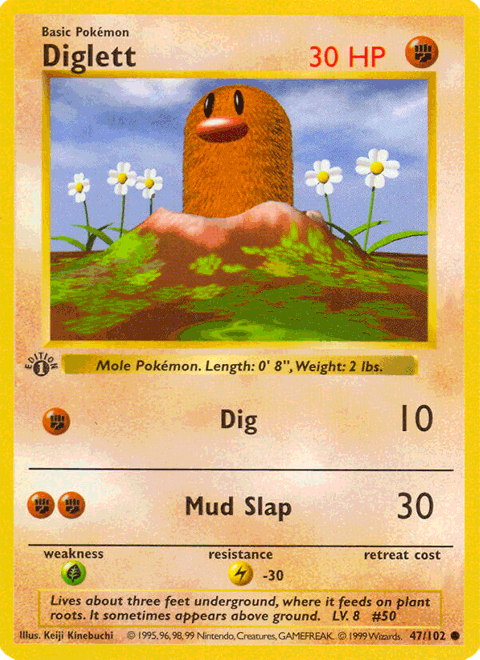 Basic Pokémon
Diglett 30 HP
EDITION 1
Mole Pokémon. Length: 0' 8", Weight: 2 lbs.
Dig 10
Mud Slap 30
weakness resistance retreat cost
-30
Lives about three feet underground, where it feeds on plant
roots. It sometimes appears above ground. LV. 8 #50
Illus. Keiji Kinebuchi © 1995, 96, 98, 99 Nintendo, Creatures, GAMEFREAK. © 1999 Wizards. 47/102